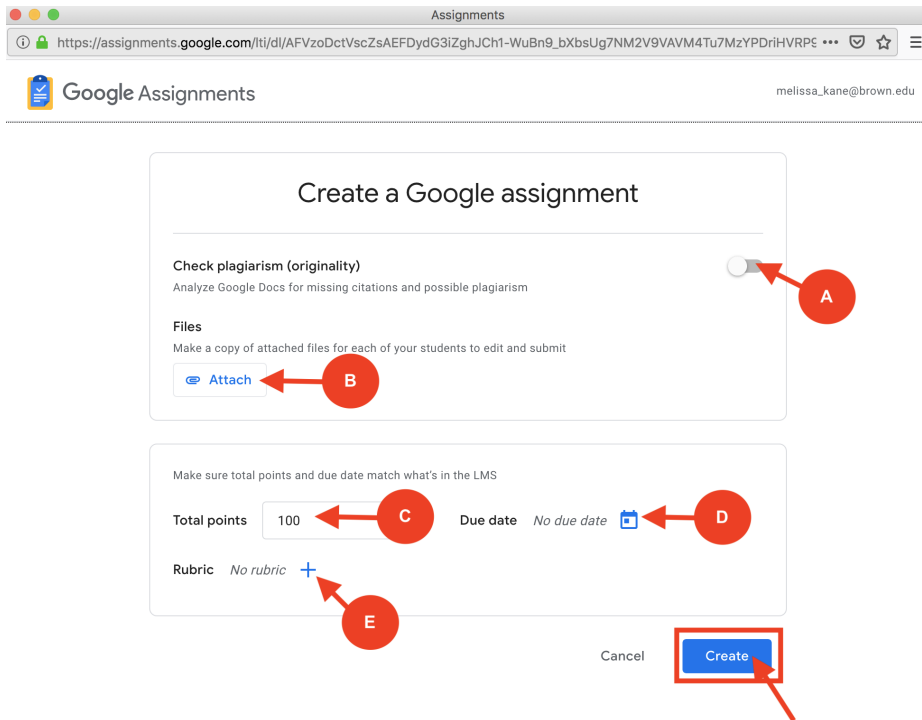 Assignments
https://assignments.google.com/lti/dl/AFVzoDctVscZsAEFDydG3iZghJCh1-WuBn9_bXbsUg7NM2V9VAVM4Tu7MzYPDriHVRPS
Google Assignments
melissa_kane@brown.edu
Create a Google assignment
Check plagiarism (originality)
Analyze Google Docs for missing citations and possible plagiarism
A
Files
Make a copy of attached files for each of your students to edit and submit
Attach B
Make sure total points and due date match what's in the LMS
Total points 100 C Due date No due date D
Rubric No rubric
E
Cancel Create